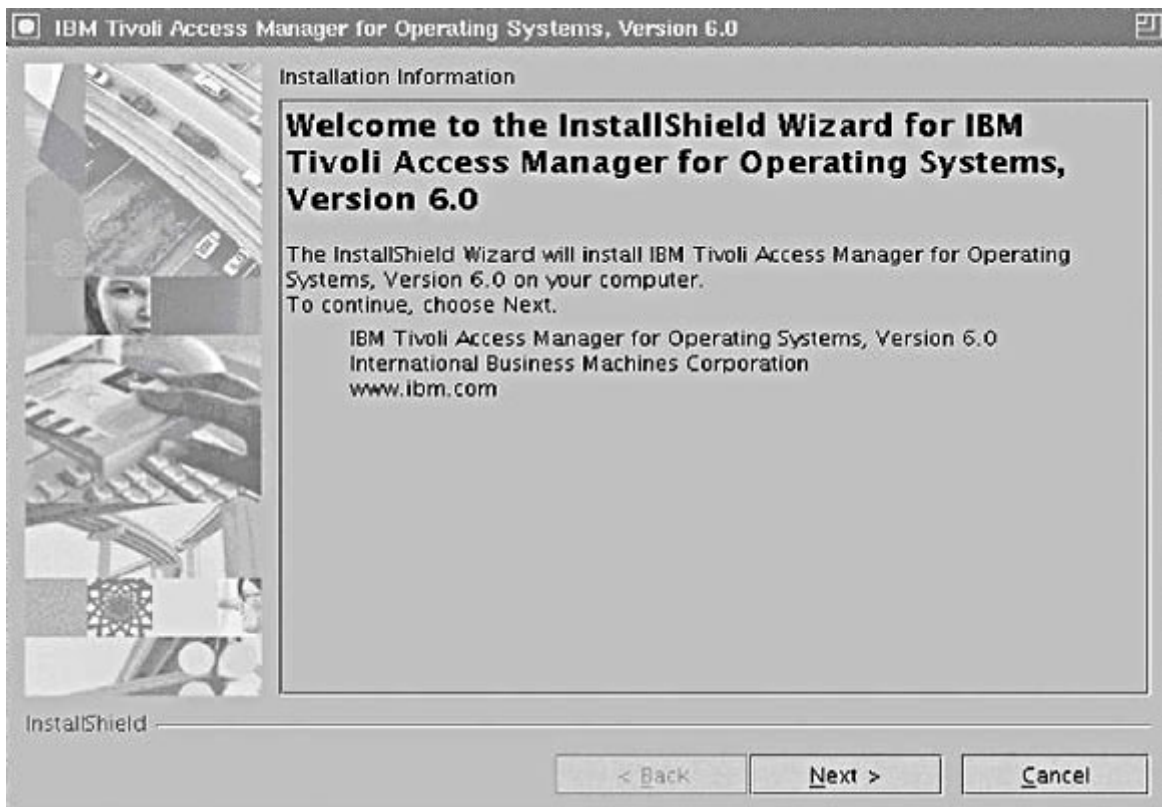 IBM Tivoli Access Manager for Operating Systems, Version 6.0
Installation Information
Welcome to the InstallShield Wizard for IBM
Tivoli Access Manager for Operating Systems,
Version 6.0
The InstallShield Wizard will install IBM Tivoli Access Manager for Operating
Systems, Version 6.0 on your computer.
To continue, choose Next.
IBM Tivoli Access Manager for Operating Systems, Version 6.0
International Business Machines Corporation
www.ibm.com
InstallShield
< Back
Next >
Cancel